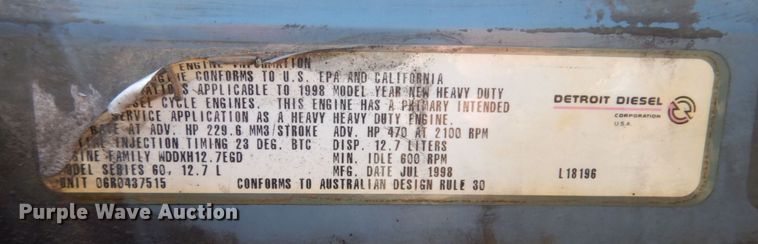 ENGINE INFORMATION
CONFORMS TO U.S. EPA AND CALIFORNIA
APPLICABLE TO 1998 MODEL YEAR NEW HEAVY DUTY
CYCLE ENGINES. THIS ENGINE HAS A PRIMARY INTENDED
SERVICE APPLICATION AS A HEAVY HEAVY DUTY ENGINE.
RATE AT ADV. HP 229.6 MM3/STROKE ADV. HP 470 AT 2100 RPM
INJECTION TIMING 23 DEG. BTC DISP. 12.7 LITERS
FAMILY WDDXH12.7EGD MIN. IDLE 600 RPM
MODEL SERIES 60, 12.7 L MFG. DATE JUL 1998
UNIT 06R0437515 CONFORMS TO AUSTRALIAN DESIGN RULE 30
L18196
DETROIT DIESEL
CORPORATION
U.S.A.
Purple Wave Auction